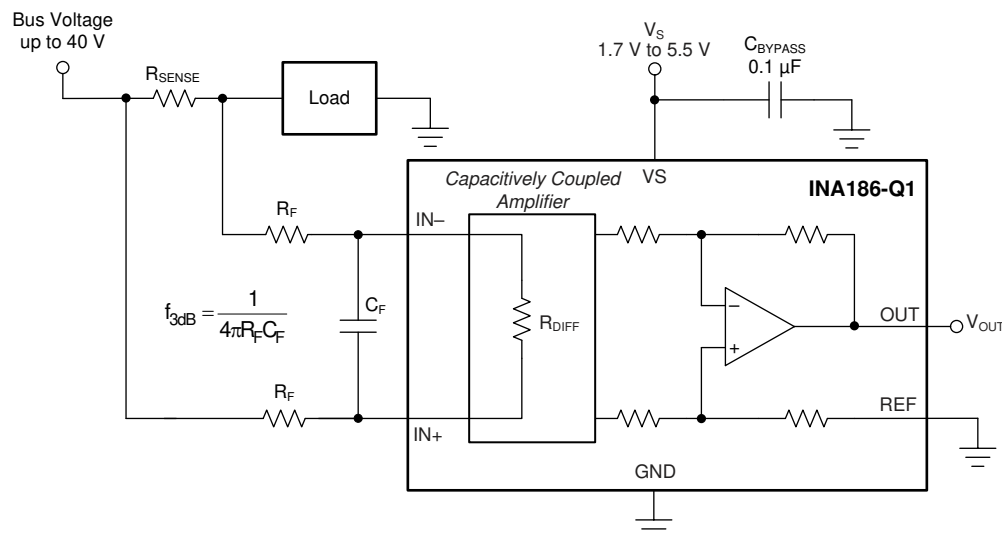 Bus Voltage
up to 40 V
R_SENSE
Load
V_S
1.7 V to 5.5 V
C_BYPASS
0.1 µF
VS
INA186-Q1
Capacitively Coupled
Amplifier
R_F
IN–
f_3dB = 1 / 4πR_FC_F
C_F
R_DIFF
–
+
OUT
V_OUT
R_F
IN+
REF
GND